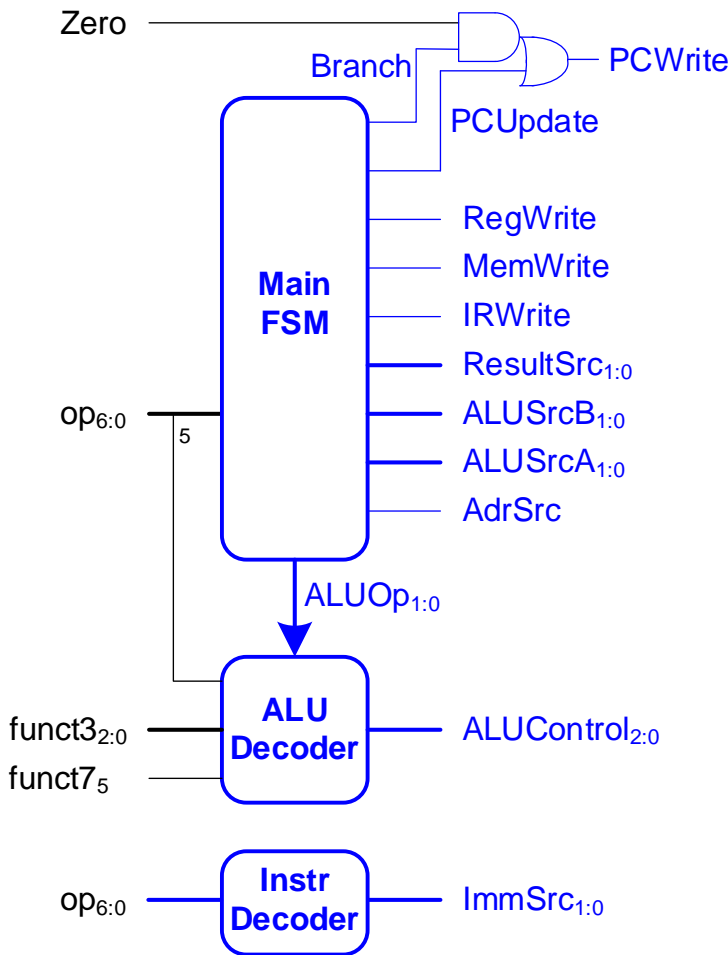 Zero
Branch
PCWrite
PCUpdate
RegWrite
MemWrite
Main
FSM
IRWrite
ResultSrc1:0
op6:0
5
ALUSrcB1:0
ALUSrcA1:0
AdrSrc
ALUOp1:0
funct32:0
funct75
ALU
Decoder
ALUControl2:0
op6:0
Instr
Decoder
ImmSrc1:0